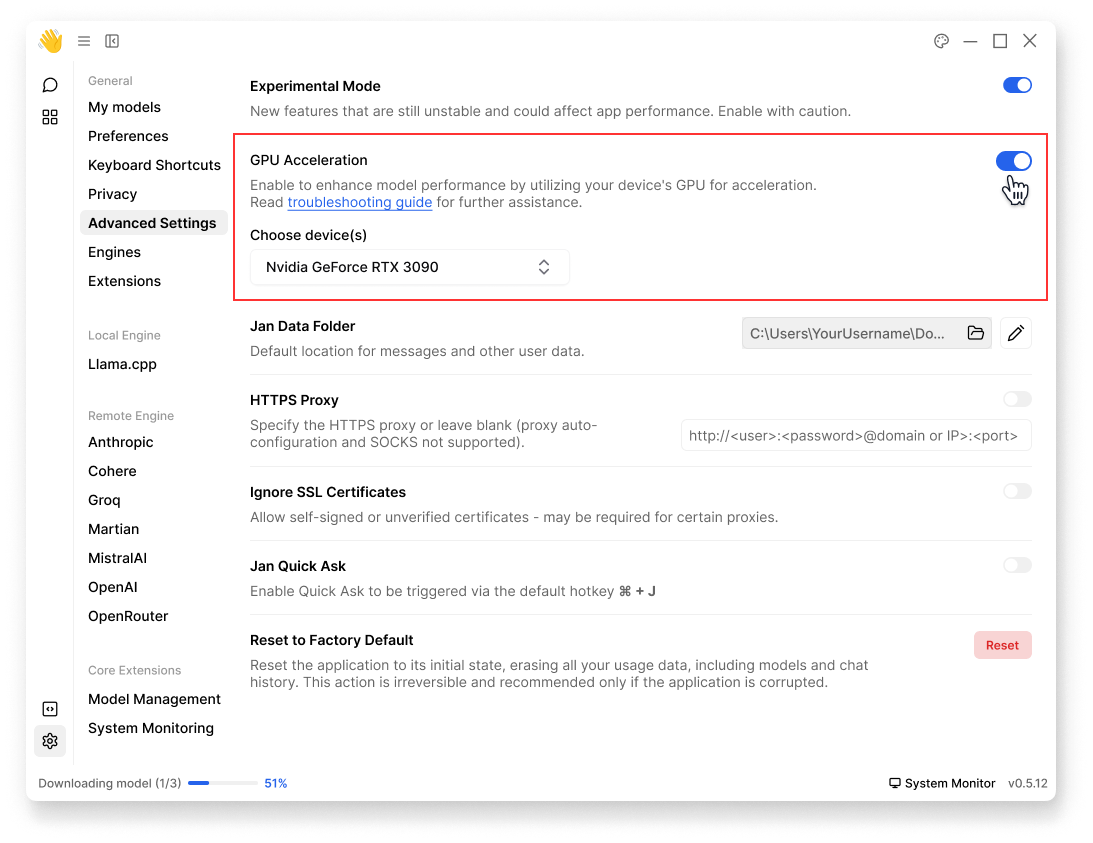 General
My models
Preferences
Keyboard Shortcuts
Privacy
Advanced Settings
Engines
Extensions
Local Engine
Llama.cpp
Remote Engine
Anthropic
Cohere
Groq
Martian
MistralAI
OpenAI
OpenRouter
Core Extensions
Model Management
System Monitoring
Experimental Mode
New features that are still unstable and could affect app performance. Enable with caution.
GPU Acceleration
Enable to enhance model performance by utilizing your device's GPU for acceleration.
Read troubleshooting guide for further assistance.
Choose device(s)
Nvidia GeForce RTX 3090
Jan Data Folder
Default location for messages and other user data.
C:\Users\YourUsername\Do...
HTTPS Proxy
Specify the HTTPS proxy or leave blank (proxy auto-
configuration and SOCKS not supported).
http://<user>:<password>@domain or IP>:<port>
Ignore SSL Certificates
Allow self-signed or unverified certificates - may be required for certain proxies.
Jan Quick Ask
Enable Quick Ask to be triggered via the default hotkey ⌘ + J
Reset to Factory Default
Reset the application to its initial state, erasing all your usage data, including models and chat
history. This action is irreversible and recommended only if the application is corrupted.
Reset
Downloading model (1/3) 51%
System Monitor v0.5.12